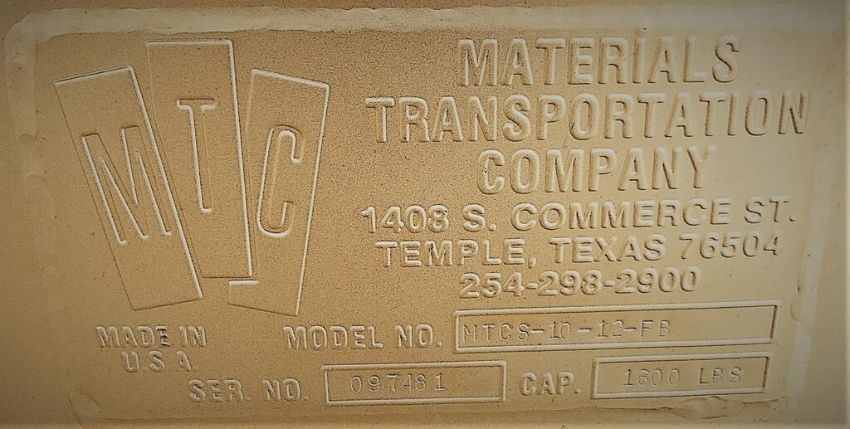 MTC
MATERIALS
TRANSPORTATION
COMPANY
1408 S. COMMERCE ST.
TEMPLE, TEXAS 76504
254-298-2900
MADE IN
U.S.A.
MODEL NO. MTCS-10-12-FB
SER. NO. 097481 CAP. 1600 LBS